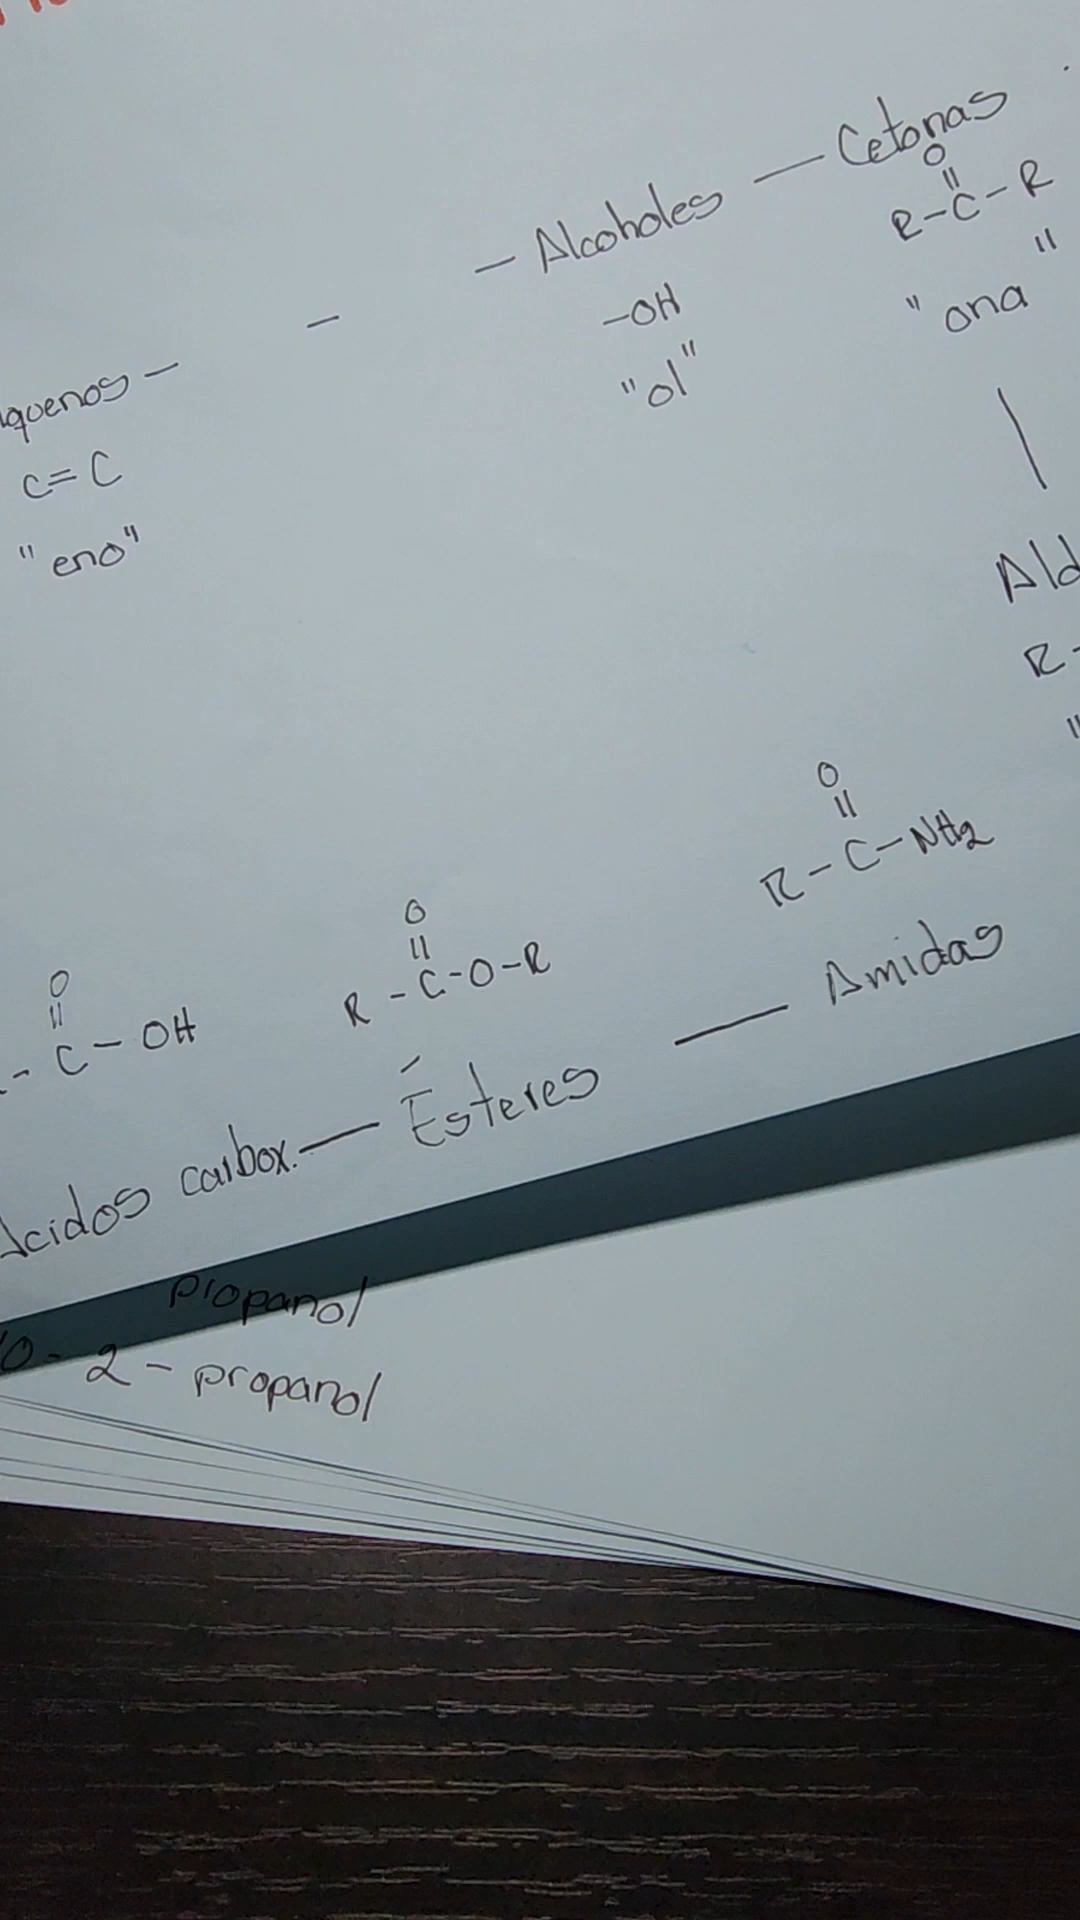 — Alcoholes — Cetonas
-OH
"ol"
O
||
R-C-R
"ona"
quenos —
C=C
"eno"
Ald
R-
O
||
R-C-NH2
Amidas
O
||
R-C-O-R
Ésteres —
O
||
-C-OH
cidos carbox. —
propanol
2-propanol